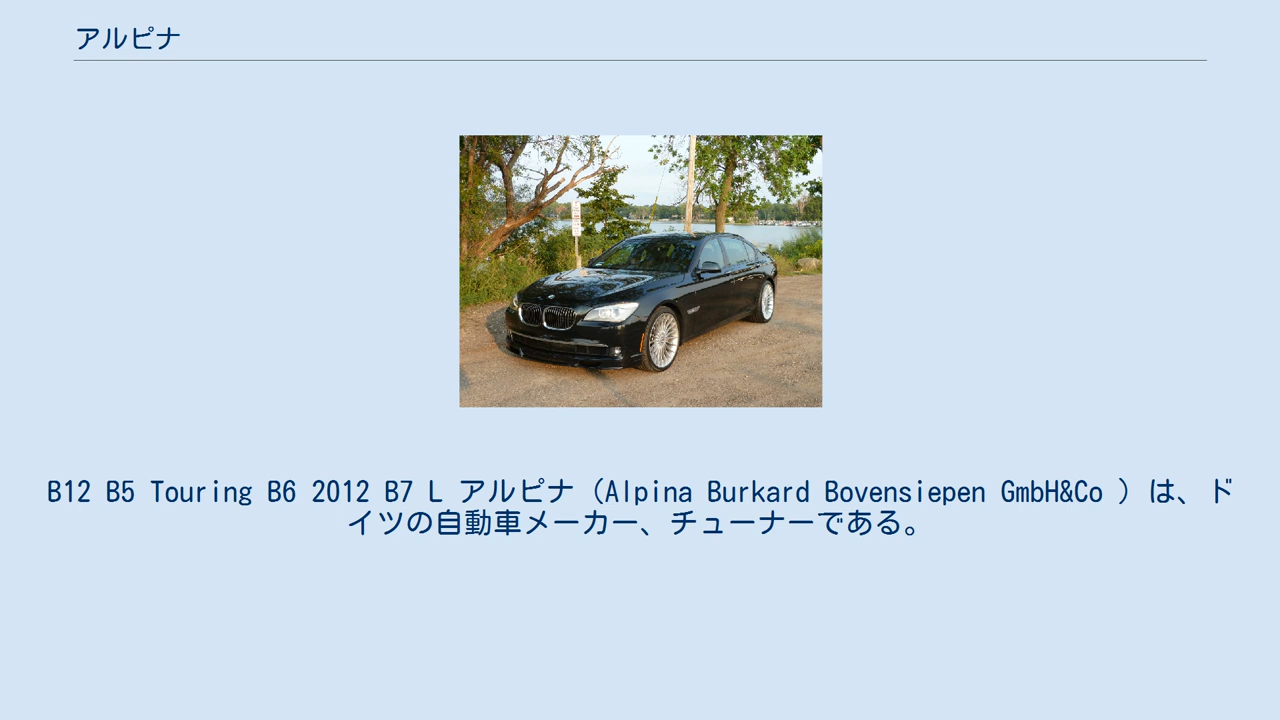 アルピナ
B12 B5 Touring B6 2012 B7 L アルピナ（Alpina Burkard Bovensiepen GmbH&Co ）は、ド
イツの自動車メーカー、チューナーである。